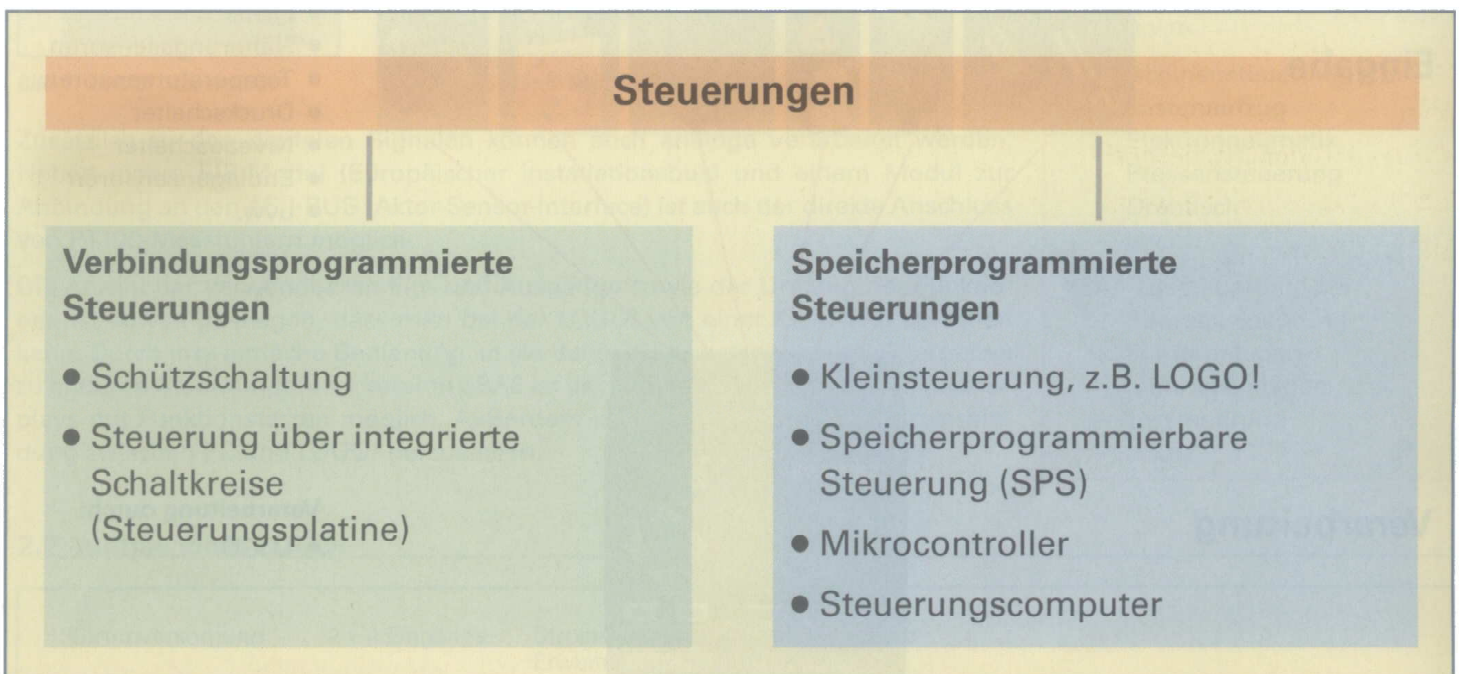 Steuerungen
Verbindungsprogrammierte
Steuerungen
• Schützschaltung
• Steuerung über integrierte
Schaltkreise
(Steuerungsplatine)
Speicherprogrammierte
Steuerungen
• Kleinsteuerung, z.B. LOGO!
• Speicherprogrammierbare
Steuerung (SPS)
• Mikrocontroller
• Steuerungscomputer